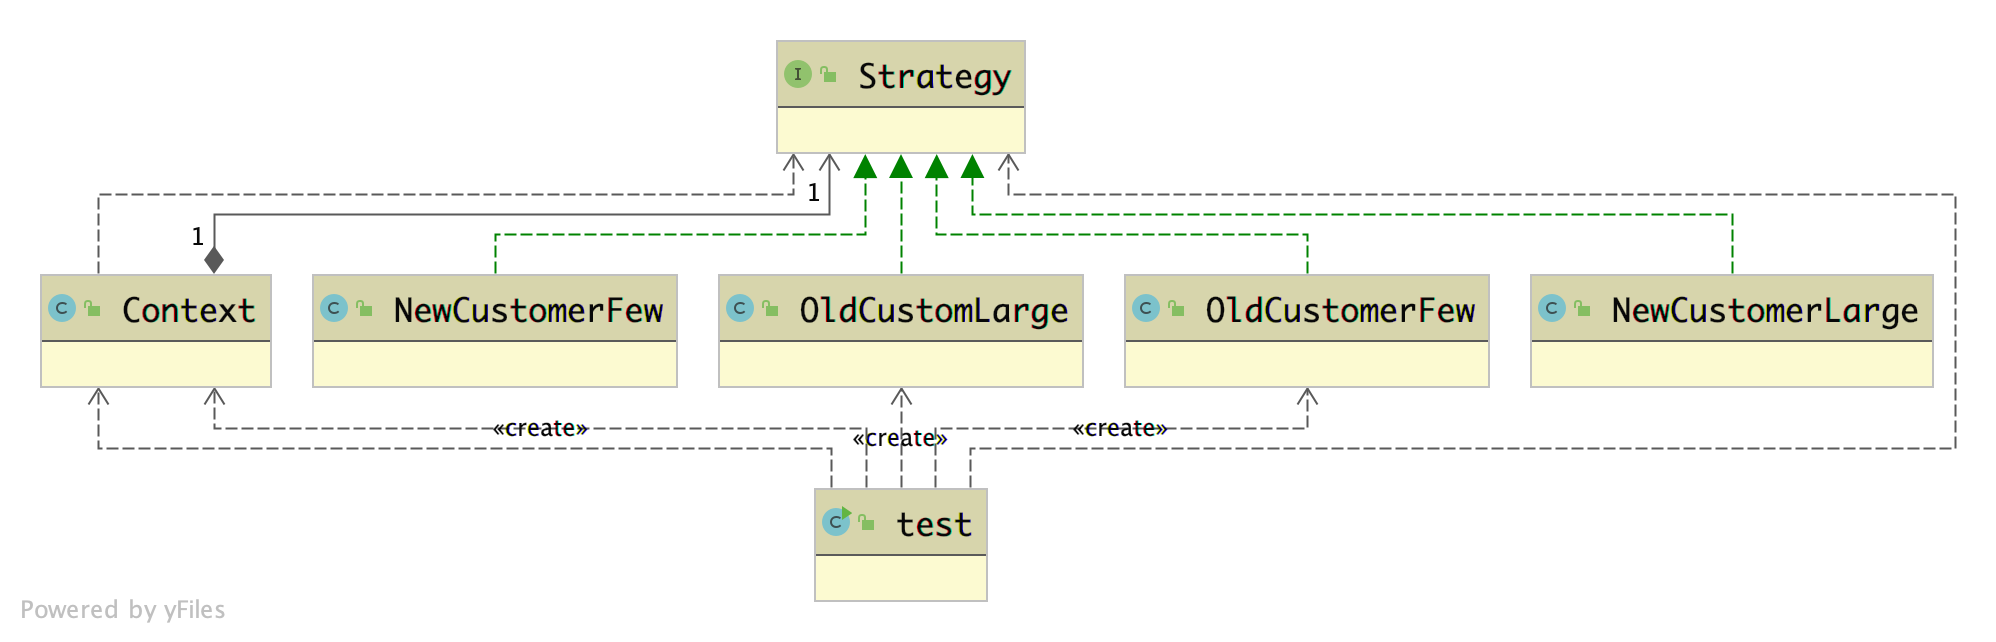 I Strategy
1
1
C Context
C NewCustomerFew
C OldCustomLarge
C OldCustomerFew
C NewCustomerLarge
«create»
«create»
«create»
C test
Powered by yFiles